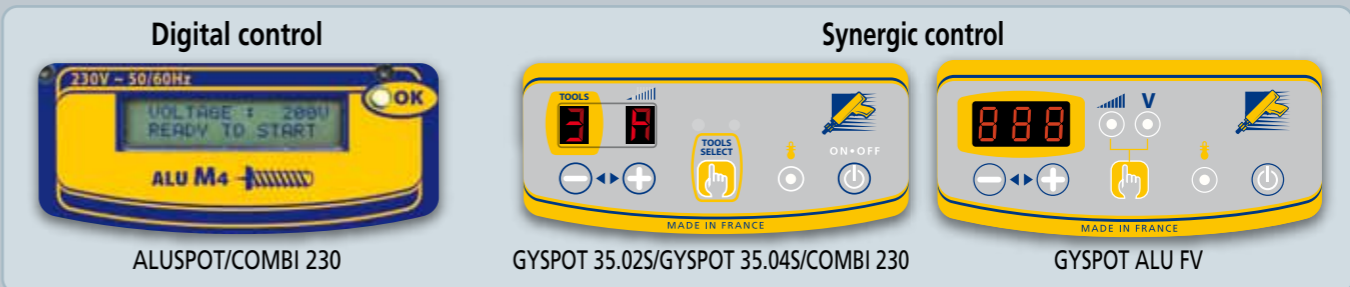 Digital control
Synergic control
230V ~ 50/60Hz
OK
VOLTAGE : 200V
READY TO START
ALU M4
ALUSPOT/COMBI 230
TOOLS
3 A
TOOLS
SELECT
ON•OFF
MADE IN FRANCE
GYSPOT 35.02S/GYSPOT 35.04S/COMBI 230
888
V
MADE IN FRANCE
GYSPOT ALU FV